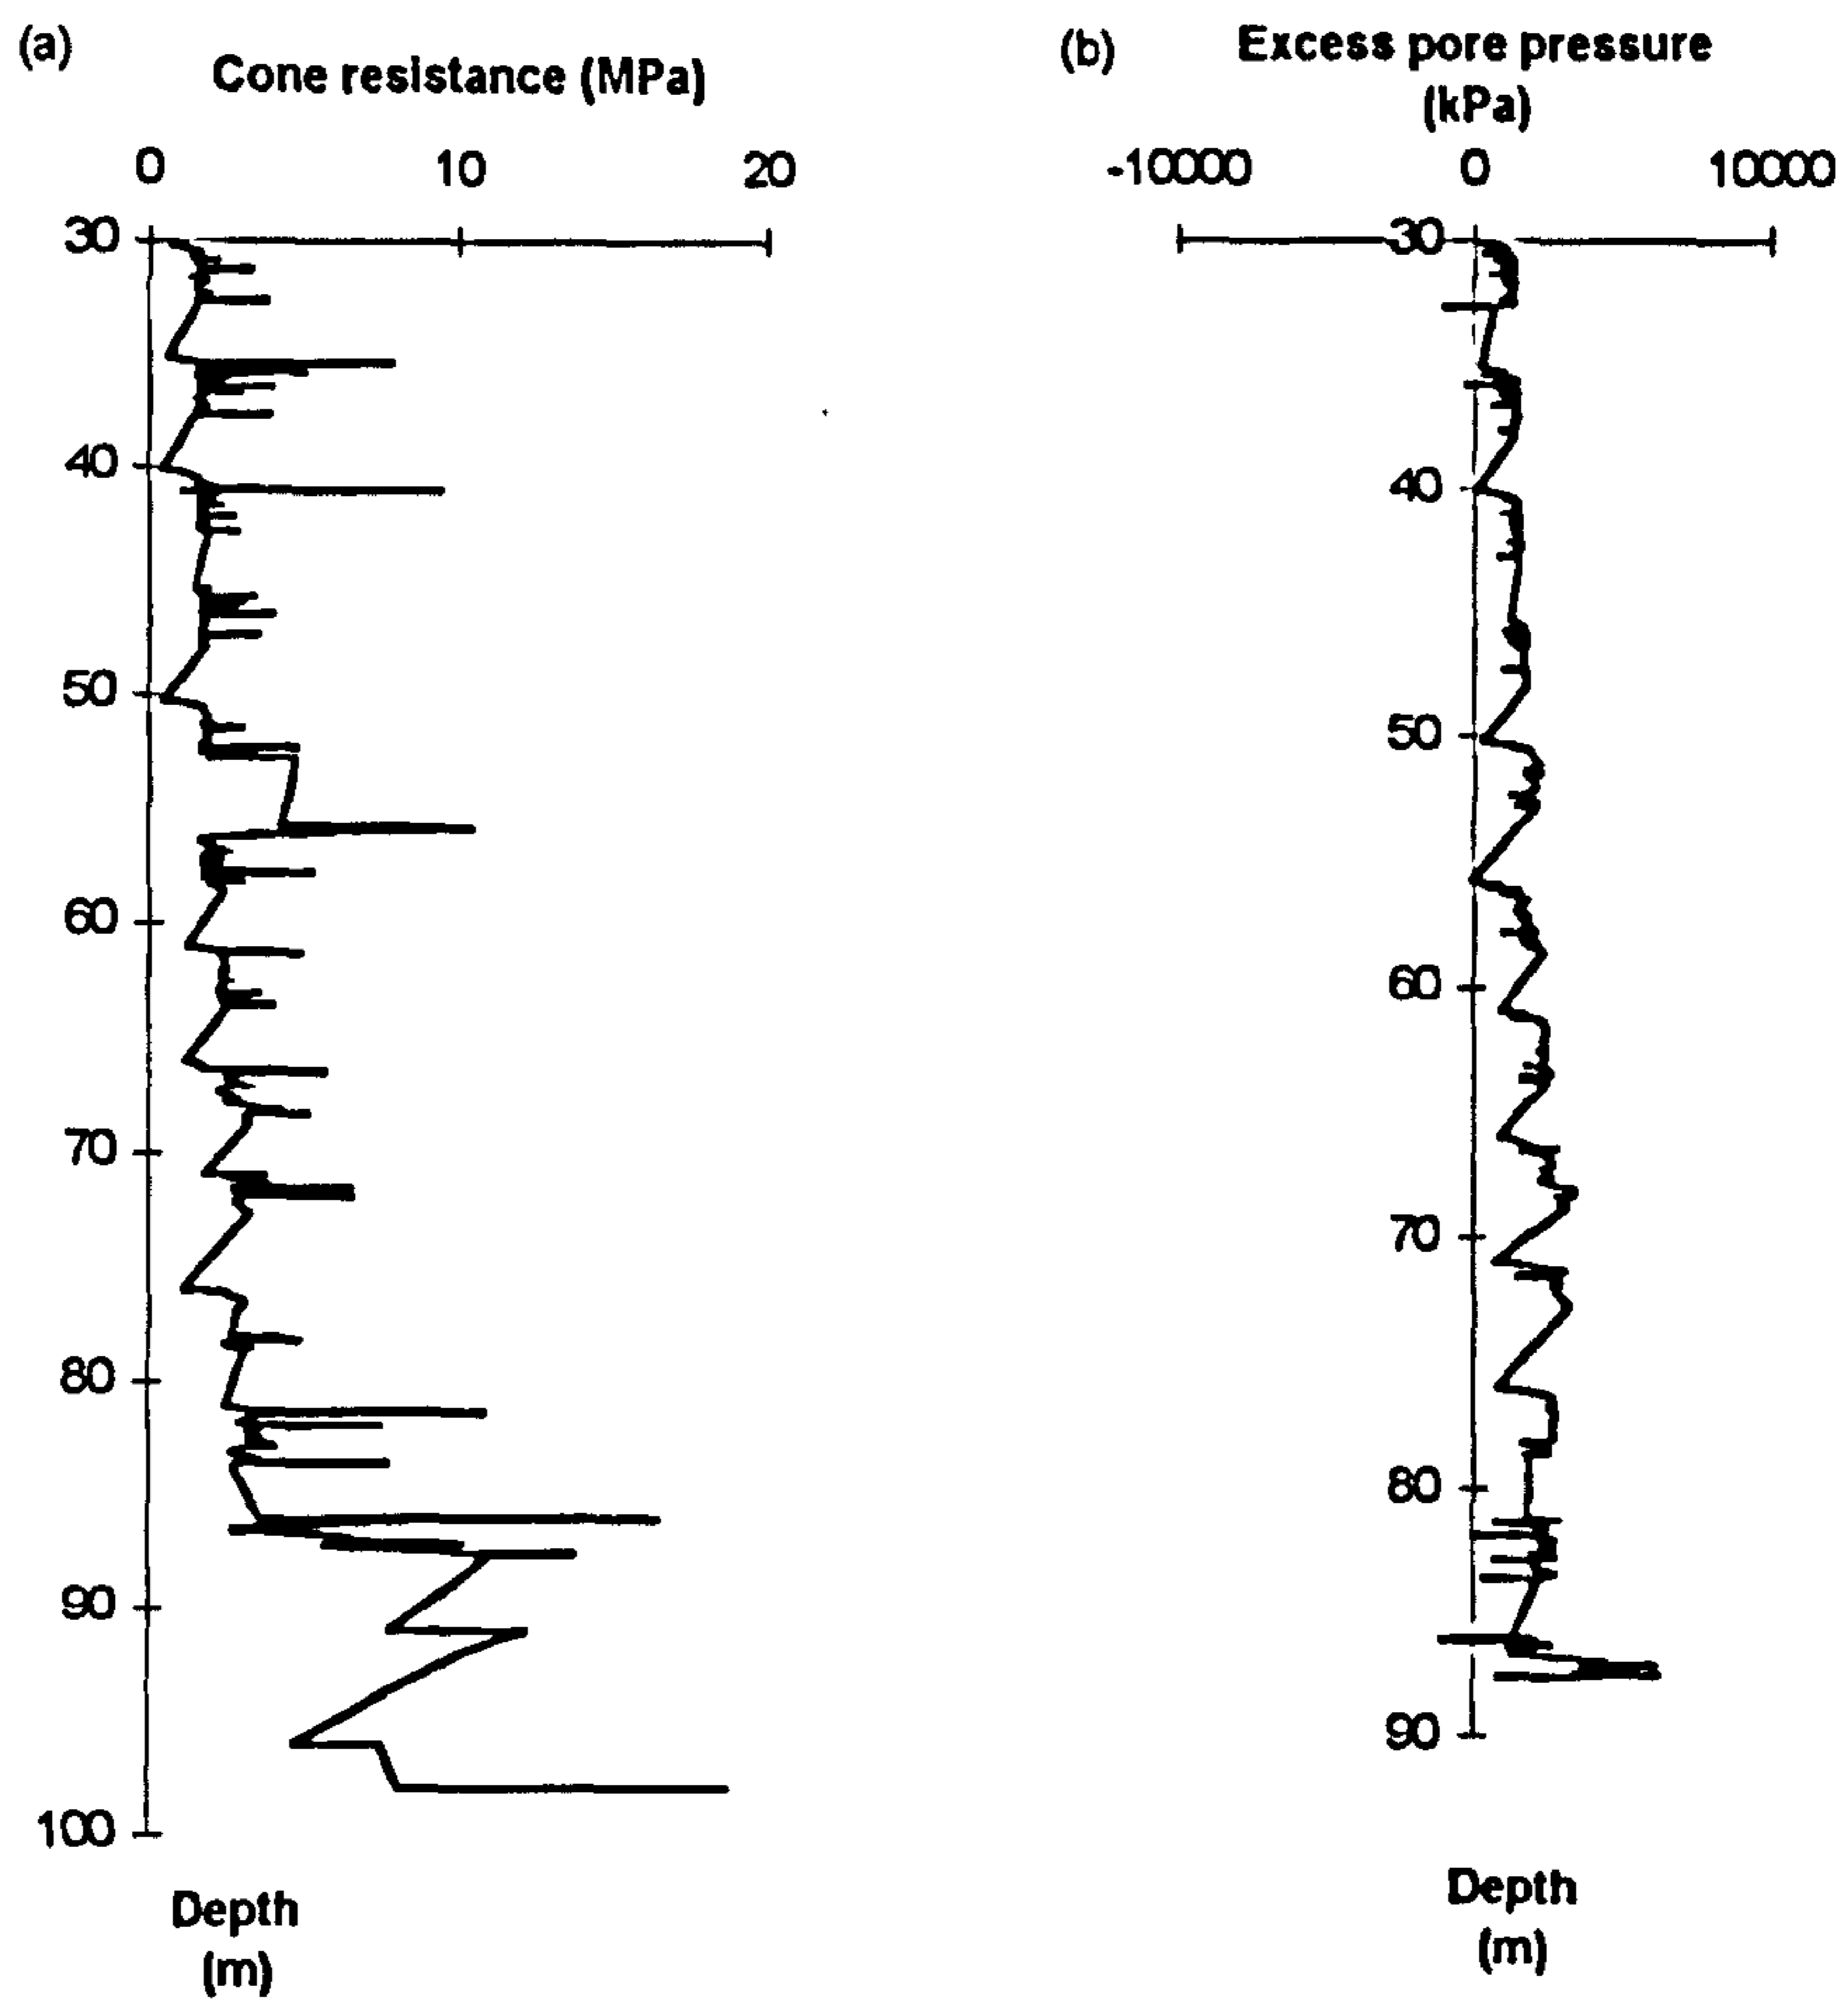 (a)
Cone resistance (MPa)
0 10 20
30
40
50
60
70
80
90
100
Depth
(m)
(b)
Excess pore pressure
(kPa)
-10000 0 10000
30
40
50
60
70
80
90
Depth
(m)